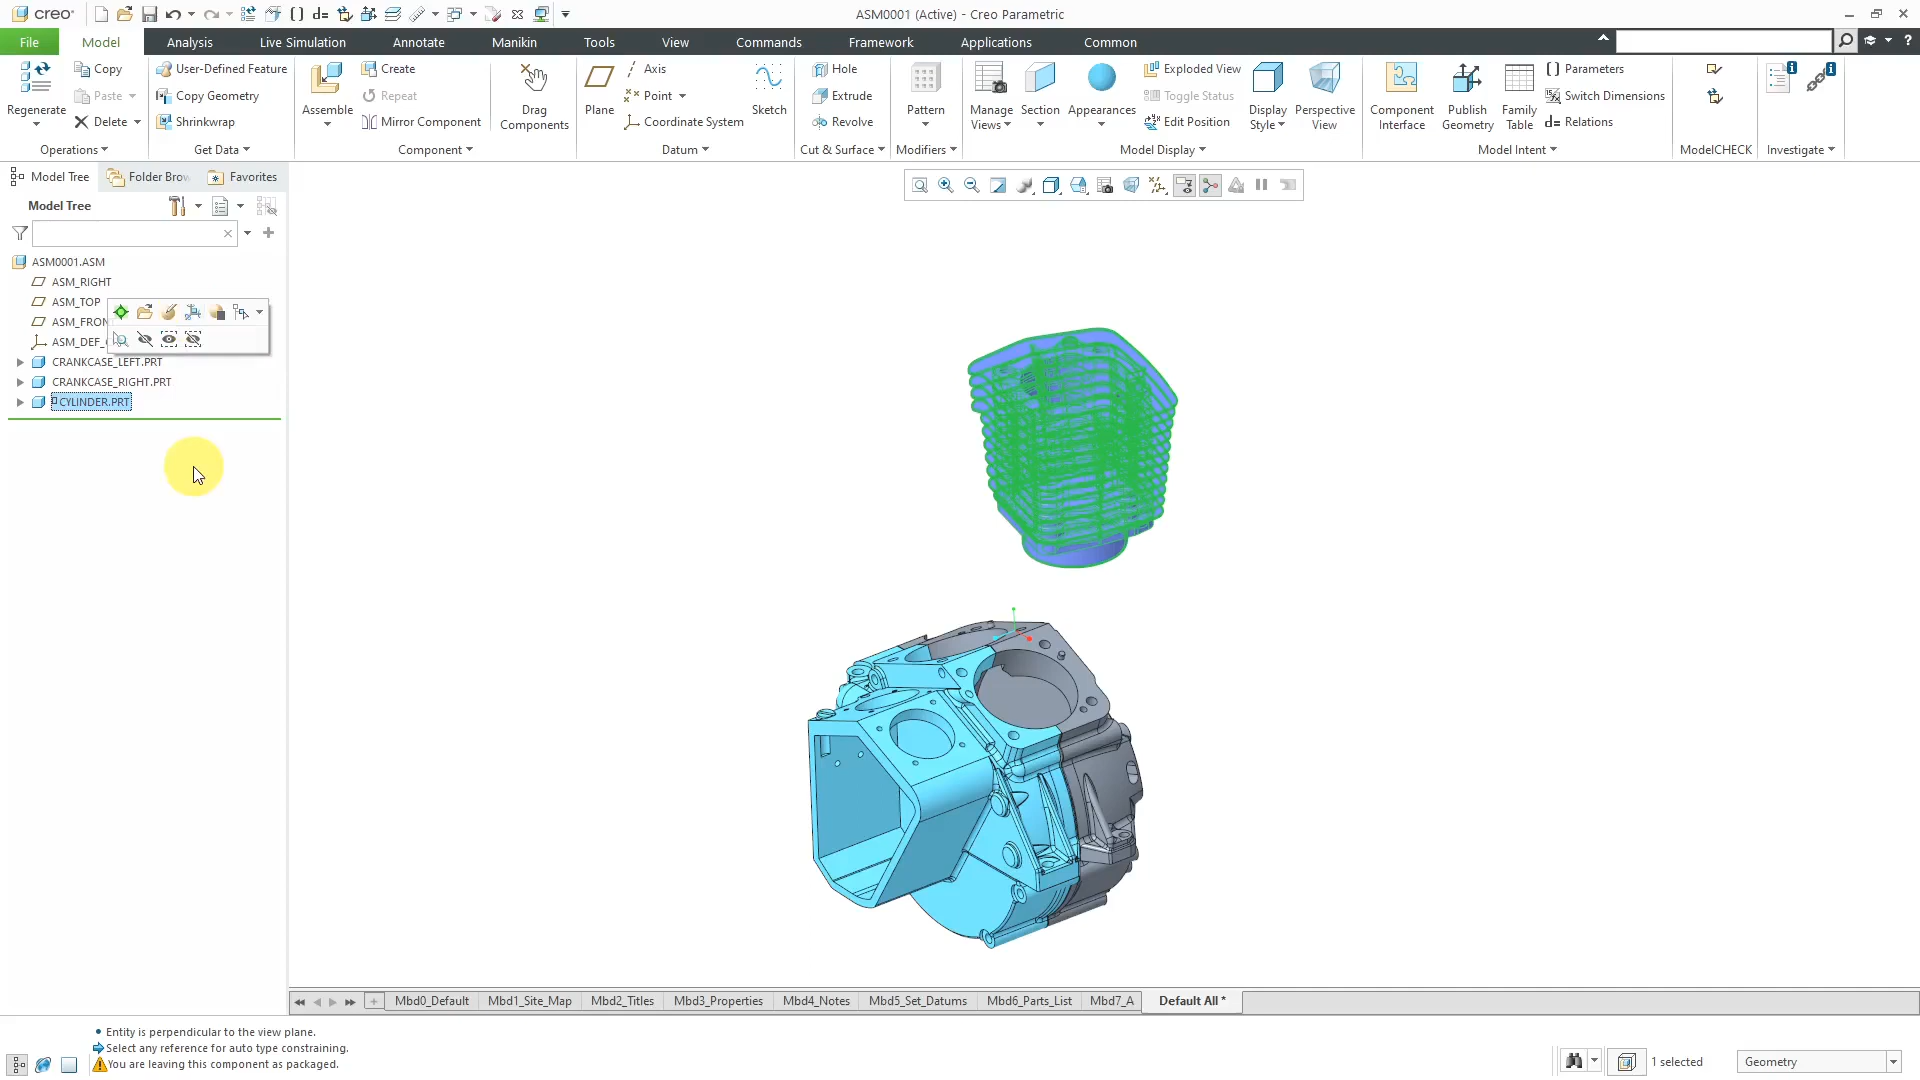 creo
ASM0001 (Active) - Creo Parametric
File
Model
Analysis
Live Simulation
Annotate
Manikin
Tools
View
Commands
Framework
Applications
Common
Regenerate
Copy
Paste
Delete
Operations
User-Defined Feature
Copy Geometry
Shrinkwrap
Get Data
Assemble
Create
Repeat
Mirror Component
Component
Drag
Components
Plane
Axis
Point
Coordinate System
Sketch
Datum
Hole
Extrude
Revolve
Cut & Surface
Pattern
Modifiers
Manage
Views
Section
Appearances
Exploded View
Toggle Status
Edit Position
Display
Style
Perspective
View
Model Display
Component
Interface
Publish
Geometry
Family
Table
Parameters
Switch Dimensions
Relations
Model Intent
ModelCHECK
Investigate
Model Tree
Folder Brow
Favorites
Model Tree
ASM0001.ASM
ASM_RIGHT
ASM_TOP
ASM_FRON
ASM_DEF_
CRANKCASE_LEFT.PRT
CRANKCASE_RIGHT.PRT
CYLINDER.PRT
Mbd0_Default
Mbd1_Site_Map
Mbd2_Titles
Mbd3_Properties
Mbd4_Notes
Mbd5_Set_Datums
Mbd6_Parts_List
Mbd7_A
Default All *
Entity is perpendicular to the view plane.
Select any reference for auto type constraining.
You are leaving this component as packaged.
1 selected
Geometry